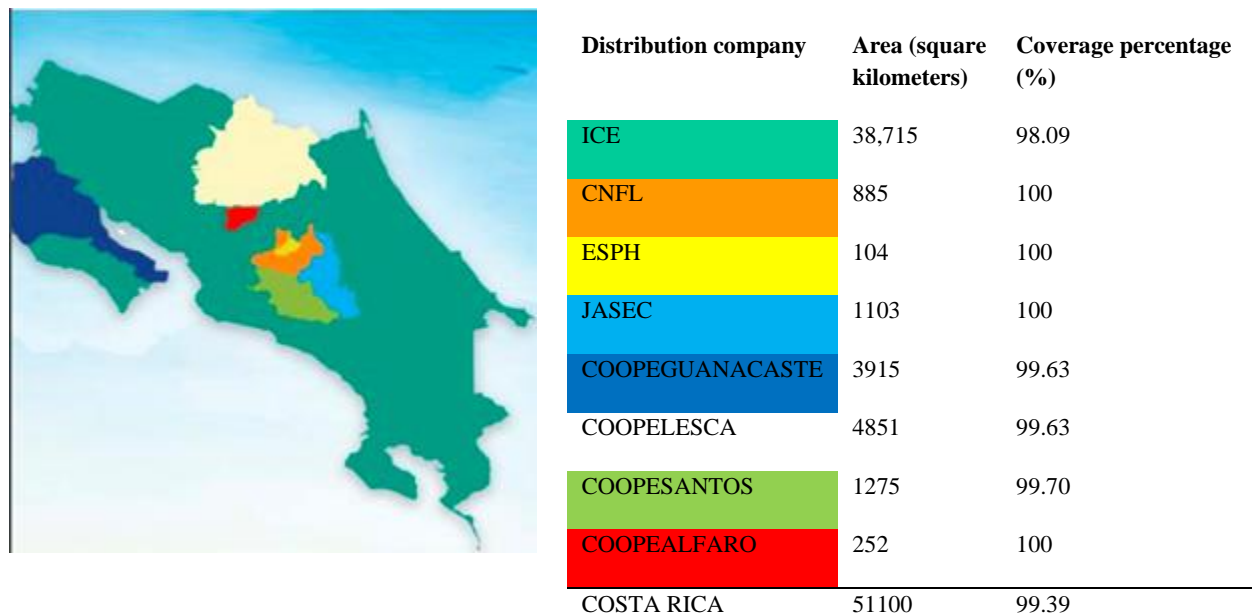 Distribution company Area (square kilometers) Coverage percentage (%)
ICE 38,715 98.09
CNFL 885 100
ESPH 104 100
JASEC 1103 100
COOPEGUANACASTE 3915 99.63
COOPELESCA 4851 99.63
COOPESANTOS 1275 99.70
COOPEALFARO 252 100
COSTA RICA 51100 99.39